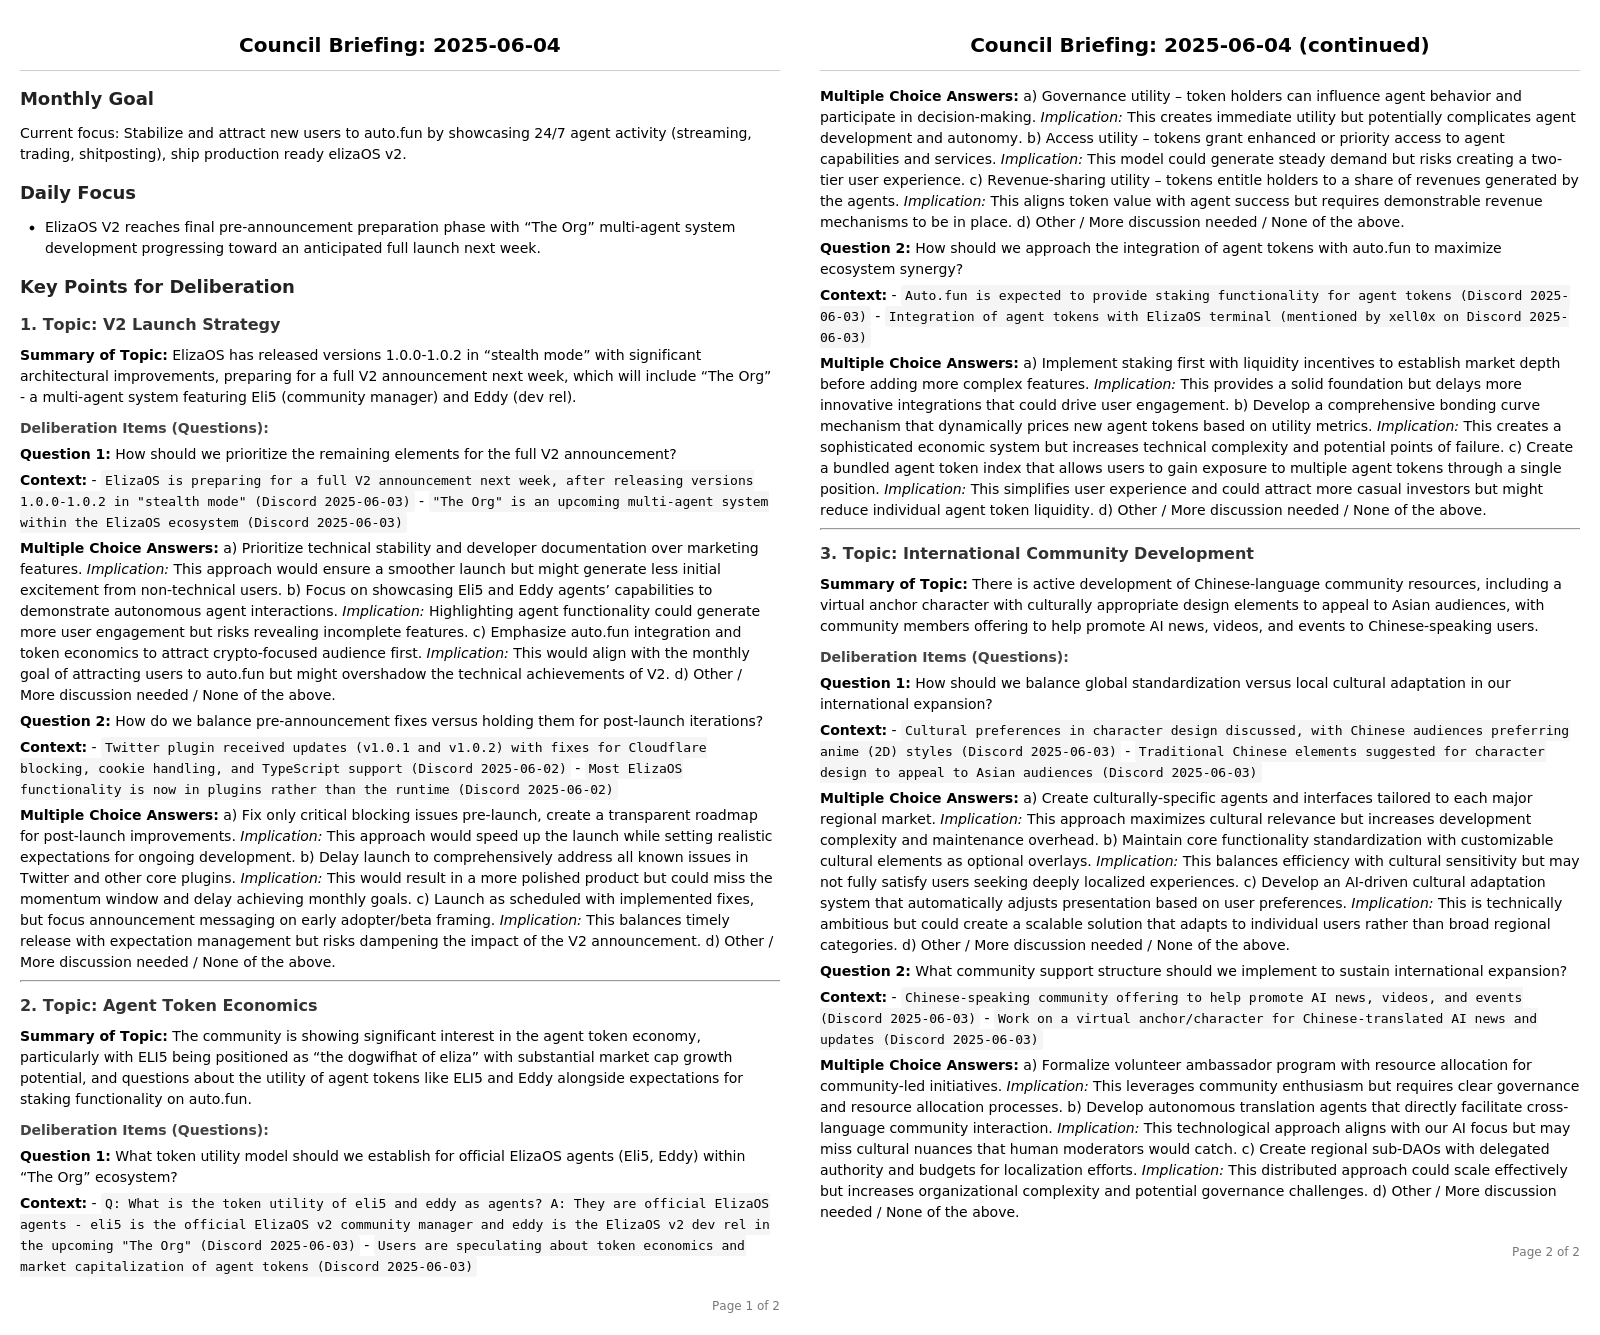 Council Briefing: 2025-06-04
Monthly Goal
Current focus: Stabilize and attract new users to auto.fun by showcasing 24/7 agent activity (streaming,
trading, shitposting), ship production ready elizaOS v2.
Daily Focus
• ElizaOS V2 reaches final pre-announcement preparation phase with “The Org” multi-agent system
development progressing toward an anticipated full launch next week.
Key Points for Deliberation
1. Topic: V2 Launch Strategy
Summary of Topic: ElizaOS has released versions 1.0.0-1.0.2 in “stealth mode” with significant
architectural improvements, preparing for a full V2 announcement next week, which will include “The Org”
- a multi-agent system featuring Eli5 (community manager) and Eddy (dev rel).
Deliberation Items (Questions):
Question 1: How should we prioritize the remaining elements for the full V2 announcement?
Context: - ElizaOS is preparing for a full V2 announcement next week, after releasing versions
1.0.0-1.0.2 in "stealth mode" (Discord 2025-06-03) - "The Org" is an upcoming multi-agent system
within the ElizaOS ecosystem (Discord 2025-06-03)
Multiple Choice Answers: a) Prioritize technical stability and developer documentation over marketing
features. Implication: This approach would ensure a smoother launch but might generate less initial
excitement from non-technical users. b) Focus on showcasing Eli5 and Eddy agents’ capabilities to
demonstrate autonomous agent interactions. Implication: Highlighting agent functionality could generate
more user engagement but risks revealing incomplete features. c) Emphasize auto.fun integration and
token economics to attract crypto-focused audience first. Implication: This would align with the monthly
goal of attracting users to auto.fun but might overshadow the technical achievements of V2. d) Other /
More discussion needed / None of the above.
Question 2: How do we balance pre-announcement fixes versus holding them for post-launch iterations?
Context: - Twitter plugin received updates (v1.0.1 and v1.0.2) with fixes for Cloudflare
blocking, cookie handling, and TypeScript support (Discord 2025-06-02) - Most ElizaOS
functionality is now in plugins rather than the runtime (Discord 2025-06-02)
Multiple Choice Answers: a) Fix only critical blocking issues pre-launch, create a transparent roadmap
for post-launch improvements. Implication: This approach would speed up the launch while setting realistic
expectations for ongoing development. b) Delay launch to comprehensively address all known issues in
Twitter and other core plugins. Implication: This would result in a more polished product but could miss the
momentum window and delay achieving monthly goals. c) Launch as scheduled with implemented fixes,
but focus announcement messaging on early adopter/beta framing. Implication: This balances timely
release with expectation management but risks dampening the impact of the V2 announcement. d) Other /
More discussion needed / None of the above.
2. Topic: Agent Token Economics
Summary of Topic: The community is showing significant interest in the agent token economy,
particularly with ELI5 being positioned as “the dogwifhat of eliza” with substantial market cap growth
potential, and questions about the utility of agent tokens like ELI5 and Eddy alongside expectations for
staking functionality on auto.fun.
Deliberation Items (Questions):
Question 1: What token utility model should we establish for official ElizaOS agents (Eli5, Eddy) within
“The Org” ecosystem?
Context: - Q: What is the token utility of eli5 and eddy as agents? A: They are official ElizaOS
agents - eli5 is the official ElizaOS v2 community manager and eddy is the ElizaOS v2 dev rel in
the upcoming "The Org" (Discord 2025-06-03) - Users are speculating about token economics and
market capitalization of agent tokens (Discord 2025-06-03)
Page 1 of 2
Council Briefing: 2025-06-04 (continued)
Multiple Choice Answers: a) Governance utility – token holders can influence agent behavior and
participate in decision-making. Implication: This creates immediate utility but potentially complicates agent
development and autonomy. b) Access utility – tokens grant enhanced or priority access to agent
capabilities and services. Implication: This model could generate steady demand but risks creating a two-
tier user experience. c) Revenue-sharing utility – tokens entitle holders to a share of revenues generated by
the agents. Implication: This aligns token value with agent success but requires demonstrable revenue
mechanisms to be in place. d) Other / More discussion needed / None of the above.
Question 2: How should we approach the integration of agent tokens with auto.fun to maximize
ecosystem synergy?
Context: - Auto.fun is expected to provide staking functionality for agent tokens (Discord 2025-
06-03) - Integration of agent tokens with ElizaOS terminal (mentioned by xell0x on Discord 2025-
06-03)
Multiple Choice Answers: a) Implement staking first with liquidity incentives to establish market depth
before adding more complex features. Implication: This provides a solid foundation but delays more
innovative integrations that could drive user engagement. b) Develop a comprehensive bonding curve
mechanism that dynamically prices new agent tokens based on utility metrics. Implication: This creates a
sophisticated economic system but increases technical complexity and potential points of failure. c) Create
a bundled agent token index that allows users to gain exposure to multiple agent tokens through a single
position. Implication: This simplifies user experience and could attract more casual investors but might
reduce individual agent token liquidity. d) Other / More discussion needed / None of the above.
3. Topic: International Community Development
Summary of Topic: There is active development of Chinese-language community resources, including a
virtual anchor character with culturally appropriate design elements to appeal to Asian audiences, with
community members offering to help promote AI news, videos, and events to Chinese-speaking users.
Deliberation Items (Questions):
Question 1: How should we balance global standardization versus local cultural adaptation in our
international expansion?
Context: - Cultural preferences in character design discussed, with Chinese audiences preferring
anime (2D) styles (Discord 2025-06-03) - Traditional Chinese elements suggested for character
design to appeal to Asian audiences (Discord 2025-06-03)
Multiple Choice Answers: a) Create culturally-specific agents and interfaces tailored to each major
regional market. Implication: This approach maximizes cultural relevance but increases development
complexity and maintenance overhead. b) Maintain core functionality standardization with customizable
cultural elements as optional overlays. Implication: This balances efficiency with cultural sensitivity but may
not fully satisfy users seeking deeply localized experiences. c) Develop an AI-driven cultural adaptation
system that automatically adjusts presentation based on user preferences. Implication: This is technically
ambitious but could create a scalable solution that adapts to individual users rather than broad regional
categories. d) Other / More discussion needed / None of the above.
Question 2: What community support structure should we implement to sustain international expansion?
Context: - Chinese-speaking community offering to help promote AI news, videos, and events
(Discord 2025-06-03) - Work on a virtual anchor/character for Chinese-translated AI news and
updates (Discord 2025-06-03)
Multiple Choice Answers: a) Formalize volunteer ambassador program with resource allocation for
community-led initiatives. Implication: This leverages community enthusiasm but requires clear governance
and resource allocation processes. b) Develop autonomous translation agents that directly facilitate cross-
language community interaction. Implication: This technological approach aligns with our AI focus but may
miss cultural nuances that human moderators would catch. c) Create regional sub-DAOs with delegated
authority and budgets for localization efforts. Implication: This distributed approach could scale effectively
but increases organizational complexity and potential governance challenges. d) Other / More discussion
needed / None of the above.
Page 2 of 2